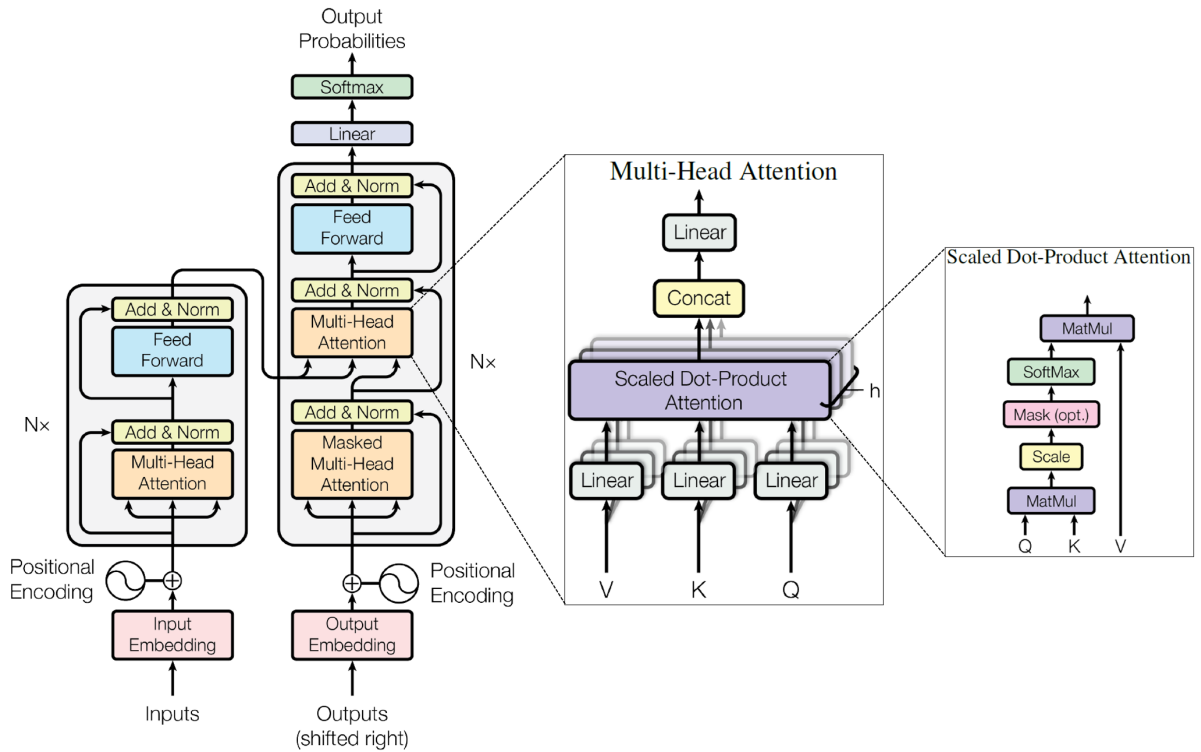 Output
Probabilities
Softmax
Linear
Add & Norm
Feed
Forward
Add & Norm
Multi-Head
Attention
Add & Norm
Masked
Multi-Head
Attention
N×
Positional
Encoding
Output
Embedding
Outputs
(shifted right)
Add & Norm
Feed
Forward
Add & Norm
Multi-Head
Attention
N×
Positional
Encoding
Input
Embedding
Inputs
Multi-Head Attention
Linear
Concat
Scaled Dot-Product
Attention
h
Linear
Linear
Linear
V
K
Q
Scaled Dot-Product Attention
MatMul
SoftMax
Mask (opt.)
Scale
MatMul
Q
K
V